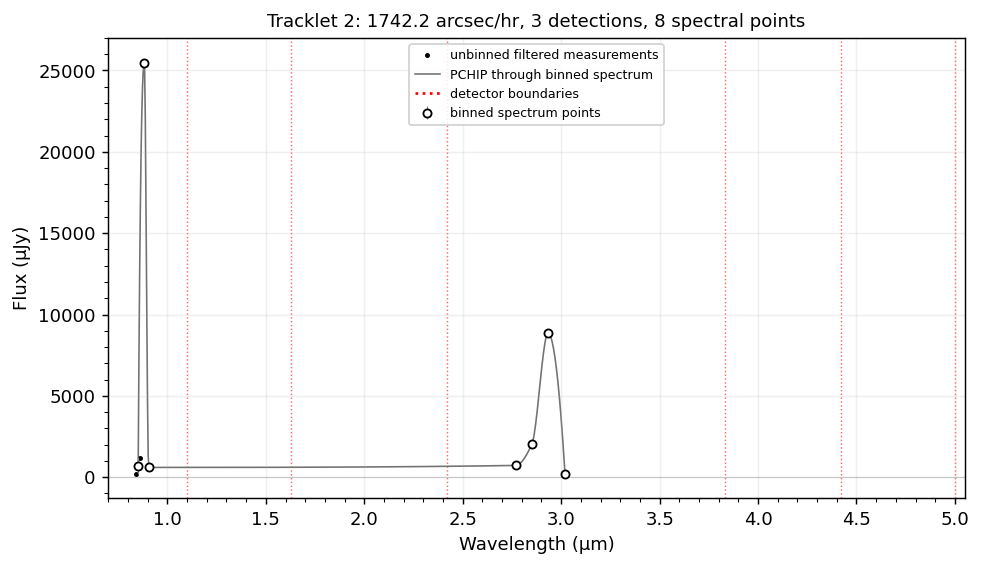 Tracklet 2: 1742.2 arcsec/hr, 3 detections, 8 spectral points
unbinned filtered measurements
PCHIP through binned spectrum
detector boundaries
binned spectrum points
Flux (μJy)
25000
20000
15000
10000
5000
0
1.0 1.5 2.0 2.5 3.0 3.5 4.0 4.5 5.0
Wavelength (μm)